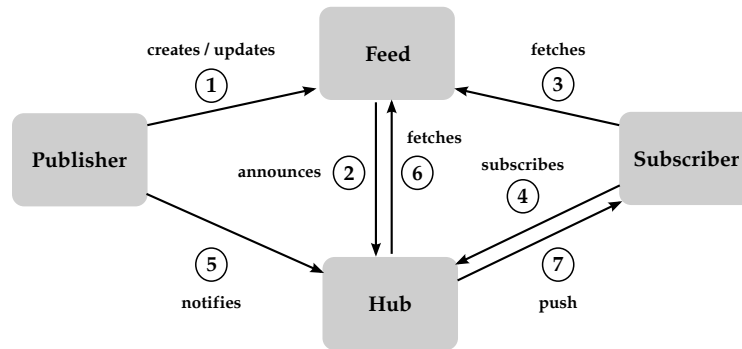 creates / updates
1
Feed
fetches
3
Publisher
announces
2
fetches
6
subscribes
4
Subscriber
5
notifies
Hub
7
push